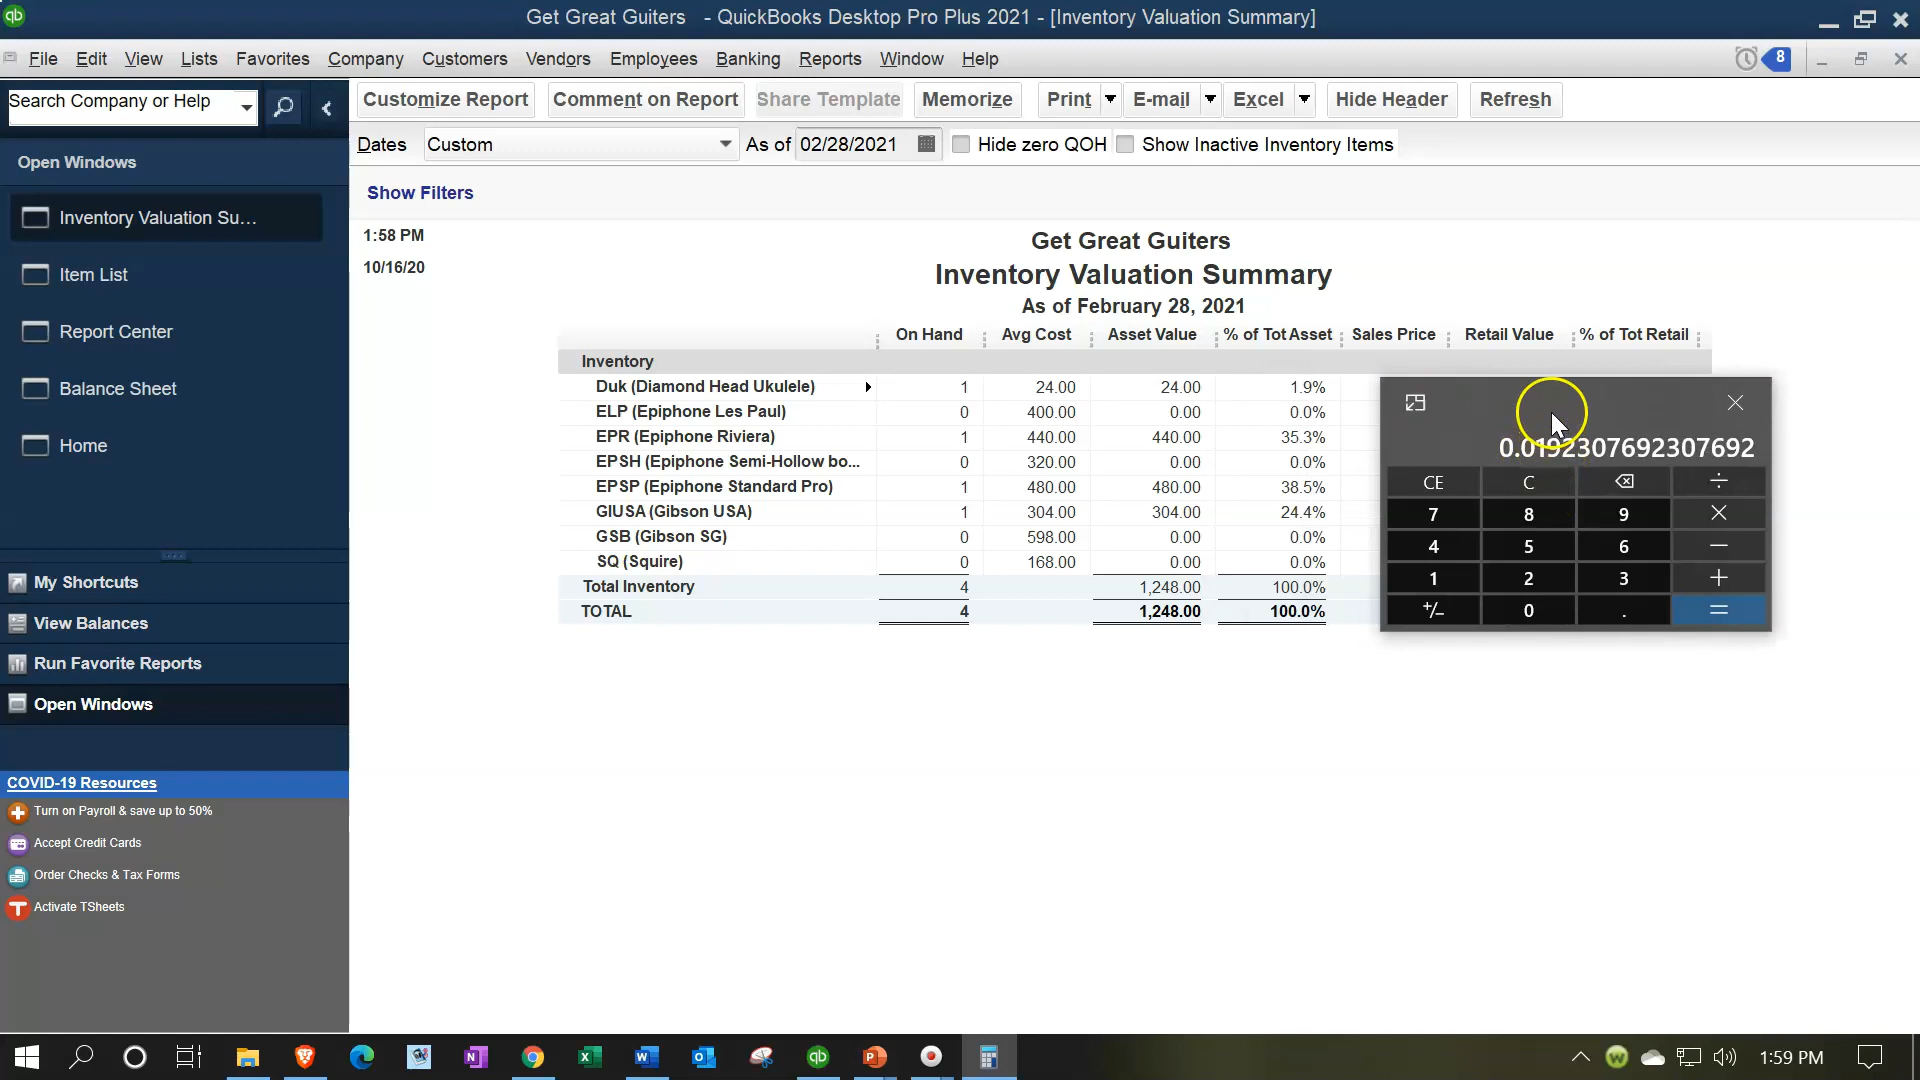 qb Get Great Guiters - QuickBooks Desktop Pro Plus 2021 - [Inventory Valuation Summary]
File Edit View Lists Favorites Company Customers Vendors Employees Banking Reports Window Help 8
Search Company or Help
Customize Report Comment on Report Share Template Memorize Print E-mail Excel Hide Header Refresh
Dates Custom As of 02/28/2021 Hide zero QOH Show Inactive Inventory Items
Show Filters
Open Windows
Inventory Valuation Su...
Item List
Report Center
Balance Sheet
Home
My Shortcuts
View Balances
Run Favorite Reports
Open Windows
COVID-19 Resources
Turn on Payroll & save up to 50%
Accept Credit Cards
Order Checks & Tax Forms
Activate TSheets
1:58 PM
10/16/20
Get Great Guiters
Inventory Valuation Summary
As of February 28, 2021
On Hand Avg Cost Asset Value % of Tot Asset Sales Price Retail Value % of Tot Retail
Inventory
Duk (Diamond Head Ukulele) 1 24.00 24.00 1.9%
ELP (Epiphone Les Paul) 0 400.00 0.00 0.0%
EPR (Epiphone Riviera) 1 440.00 440.00 35.3%
EPSH (Epiphone Semi-Hollow bo... 0 320.00 0.00 0.0%
EPSP (Epiphone Standard Pro) 1 480.00 480.00 38.5%
GIUSA (Gibson USA) 1 304.00 304.00 24.4%
GSB (Gibson SG) 0 598.00 0.00 0.0%
SQ (Squire) 0 168.00 0.00 0.0%
Total Inventory 4 1,248.00 100.0%
TOTAL 4 1,248.00 100.0%
0.0192307692307692
CE C ÷
7 8 9 ×
4 5 6 −
1 2 3 +
+/− 0 . =
1:59 PM